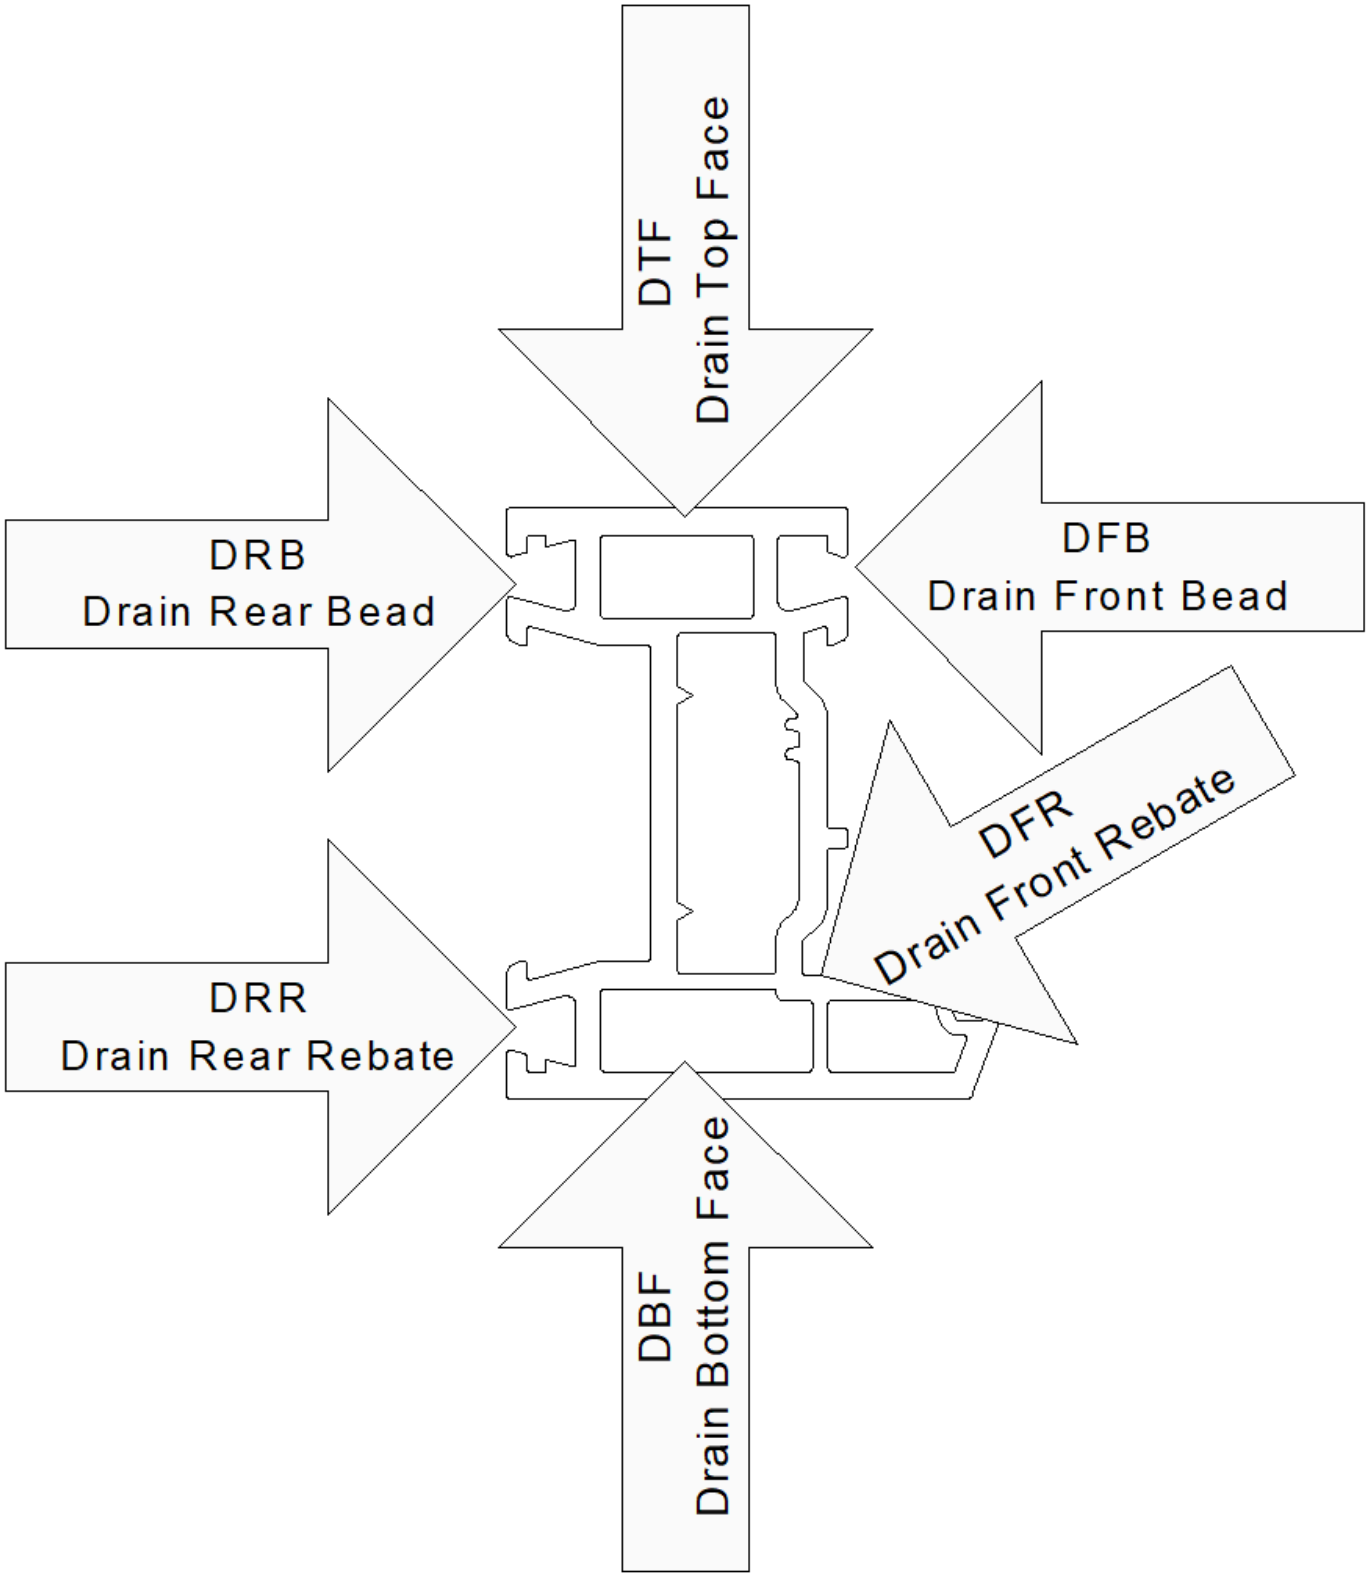 DTF
Drain Top Face
DRB
Drain Rear Bead
DFB
Drain Front Bead
DFR
Drain Front Rebate
DRR
Drain Rear Rebate
DBF
Drain Bottom Face